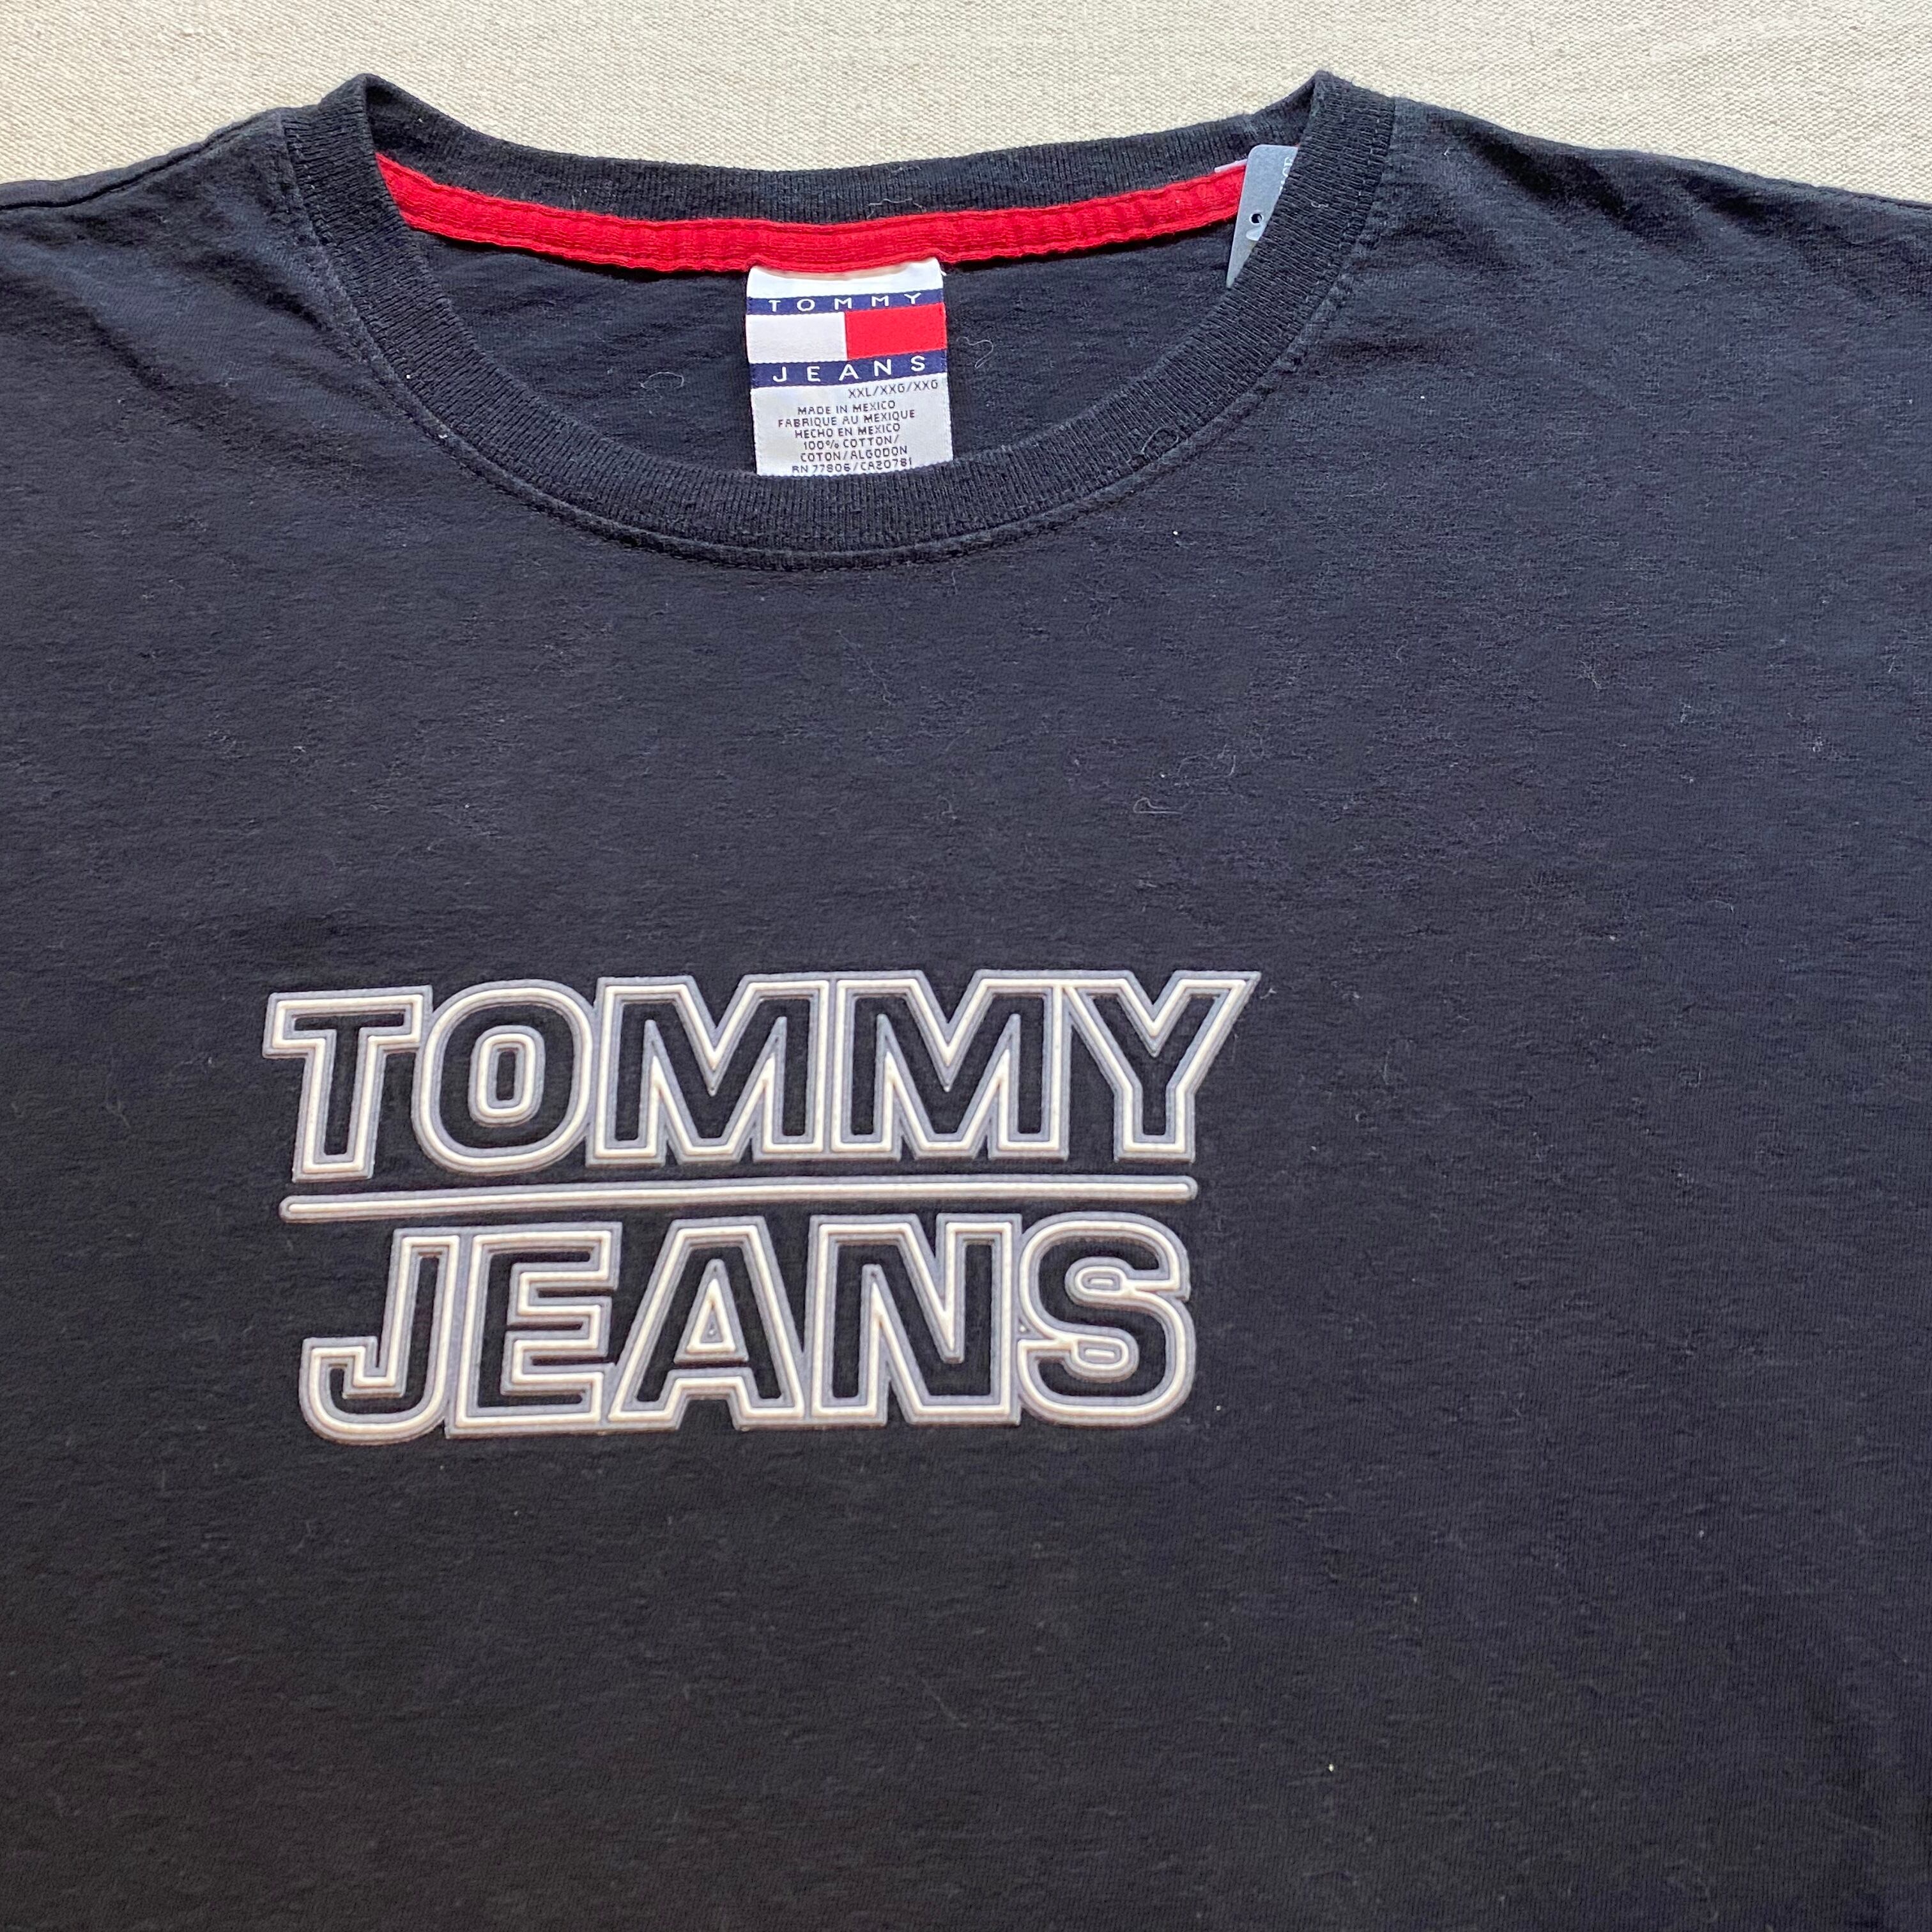 TOMMY
JEANS
XXL/XXG/XXG
MADE IN MEXICO
FABRIQUE AU MEXIQUE
HECHO EN MEXICO
100% COTTON/
COTON/ALGODON
RN 77806/CA20781
TOMMY
JEANS